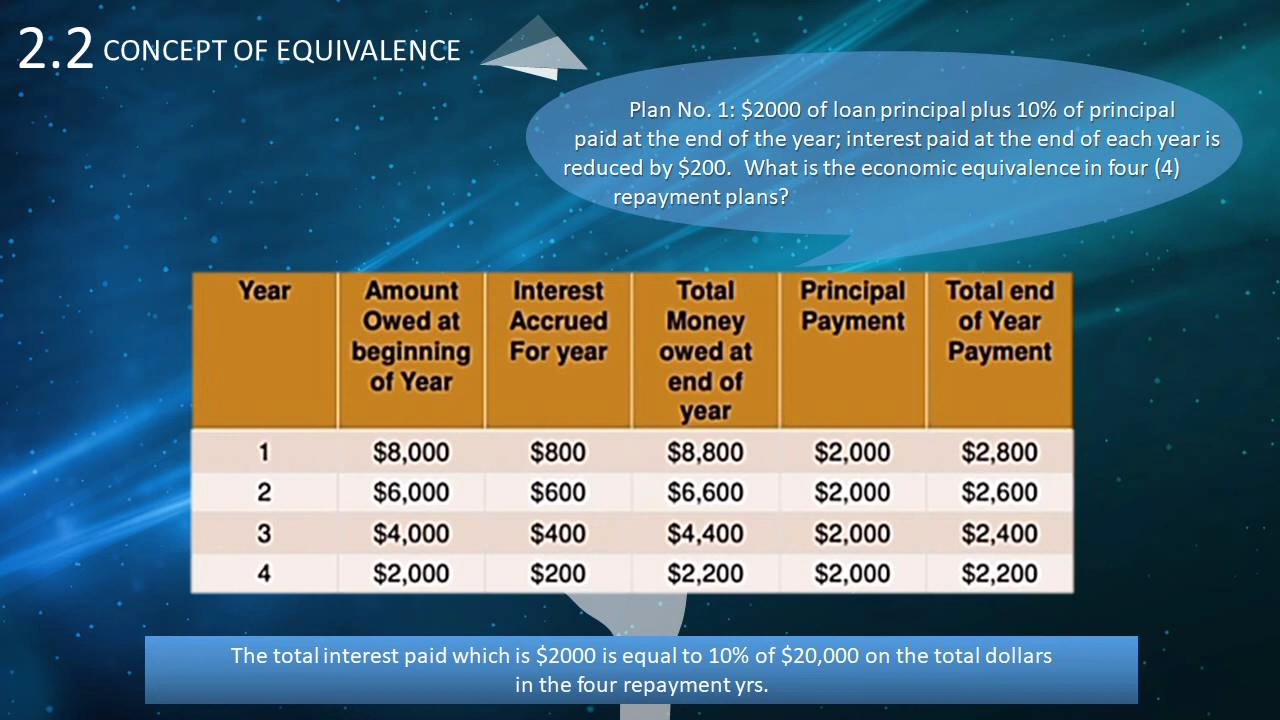 2.2 CONCEPT OF EQUIVALENCE
Plan No. 1: $2000 of loan principal plus 10% of principal
paid at the end of the year; interest paid at the end of each year is
reduced by $200. What is the economic equivalence in four (4)
repayment plans?
Year Amount Owed at beginning of Year Interest Accrued For year Total Money owed at end of year Principal Payment Total end of Year Payment
1 $8,000 $800 $8,800 $2,000 $2,800
2 $6,000 $600 $6,600 $2,000 $2,600
3 $4,000 $400 $4,400 $2,000 $2,400
4 $2,000 $200 $2,200 $2,000 $2,200
The total interest paid which is $2000 is equal to 10% of $20,000 on the total dollars
in the four repayment yrs.